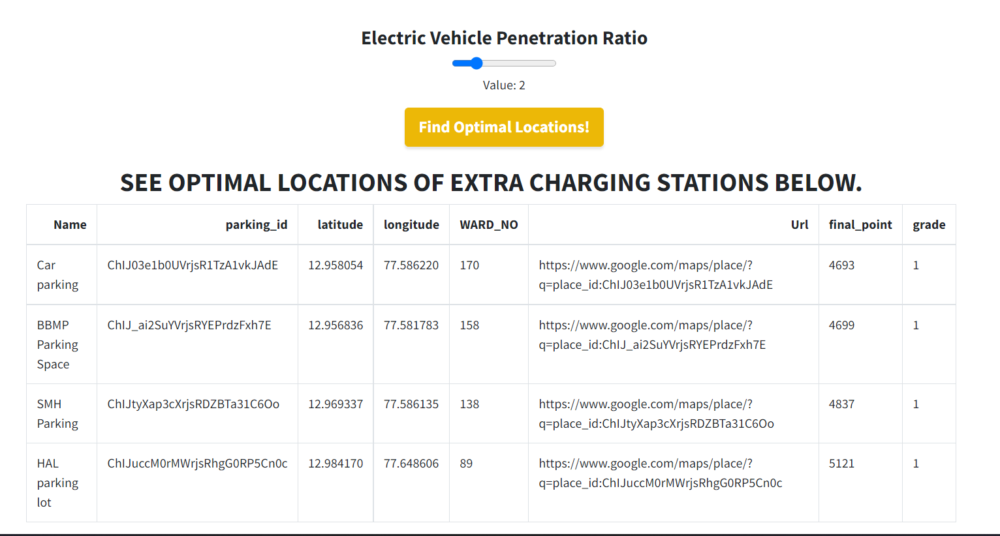 Electric Vehicle Penetration Ratio
Value: 2
Find Optimal Locations!
SEE OPTIMAL LOCATIONS OF EXTRA CHARGING STATIONS BELOW.
Name parking_id latitude longitude WARD_NO Url final_point grade
Car ChIJ03e1b0UVrjsR1TzA1vkJAdE 12.958054 77.586220 170 https://www.google.com/maps/place/? 4693 1
parking q=place_id:ChIJ03e1b0UVrjsR1TzA1vkJAdE
BBMP ChIJ_ai2SuYVrjsRYEPrdzFxh7E 12.956836 77.581783 158 https://www.google.com/maps/place/? 4699 1
Parking q=place_id:ChIJ_ai2SuYVrjsRYEPrdzFxh7E
Space
SMH ChIJtyXap3cXrjsRDZBTa31C6Oo 12.969337 77.586135 138 https://www.google.com/maps/place/? 4837 1
Parking q=place_id:ChIJtyXap3cXrjsRDZBTa31C6Oo
HAL ChIJuccM0rMWrjsRhgG0RP5Cn0c 12.984170 77.648606 89 https://www.google.com/maps/place/? 5121 1
parking q=place_id:ChIJuccM0rMWrjsRhgG0RP5Cn0c
lot